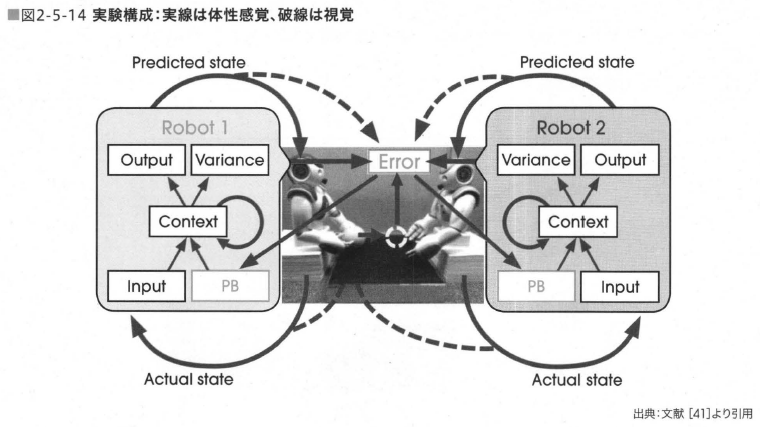 ■図2-5-14 実験構成:実線は体性感覚、破線は視覚
Predicted state
Predicted state
Robot 1
Output
Variance
Context
Input
PB
Error
Robot 2
Variance
Output
Context
PB
Input
Actual state
Actual state
出典:文献 [41]より引用